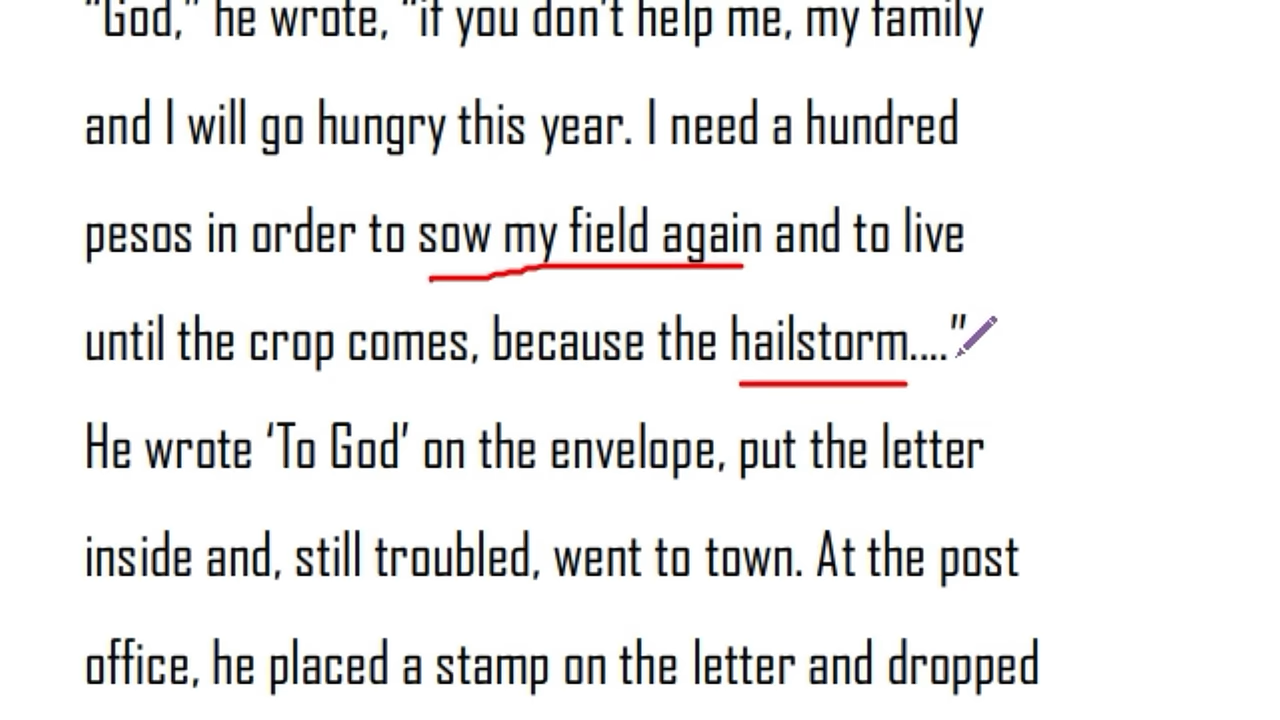 “God,” he wrote, “if you don’t help me, my family
and I will go hungry this year. I need a hundred
pesos in order to sow my field again and to live
until the crop comes, because the hailstorm....”
He wrote ‘To God’ on the envelope, put the letter
inside and, still troubled, went to town. At the post
office, he placed a stamp on the letter and dropped